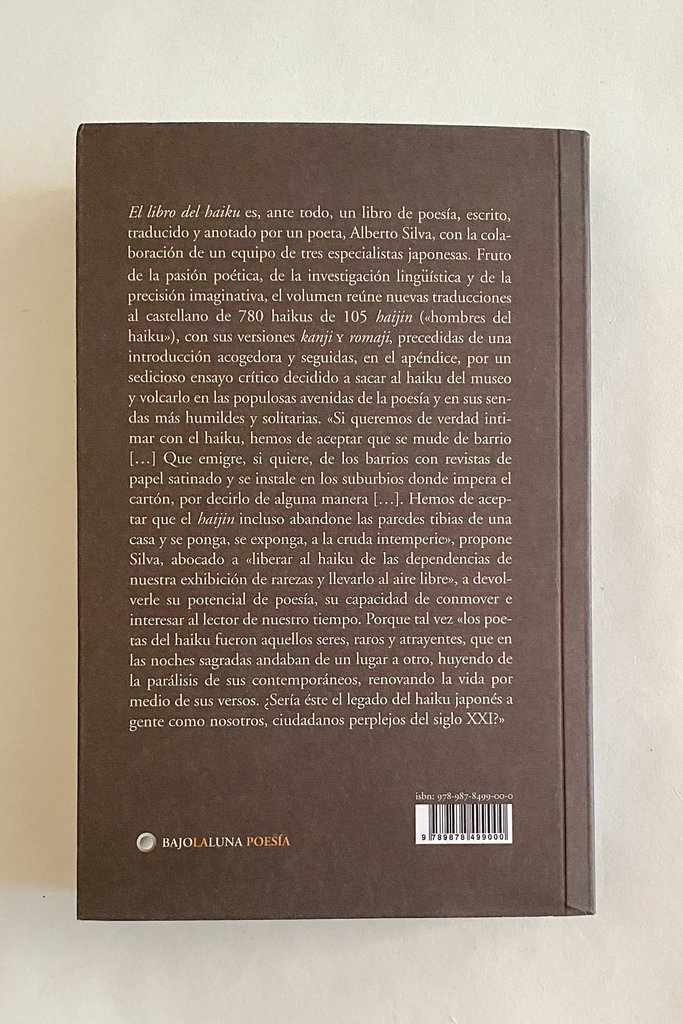 El libro del haiku es, ante todo, un libro de poesía, escrito,
traducido y anotado por un poeta, Alberto Silva, con la cola-
boración de un equipo de tres especialistas japonesas. Fruto
de la pasión poética, de la investigación lingüística y de la
precisión imaginativa, el volumen reúne nuevas traducciones
al castellano de 780 haikus de 105 haijin («hombres del
haiku»), con sus versiones kanji y romaji, precedidas de una
introducción acogedora y seguidas, en el apéndice, por un
sedicioso ensayo crítico decidido a sacar al haiku del museo
y volcarlo en las populosas avenidas de la poesía y en sus sen-
das más humildes y solitarias. «Si queremos de verdad inti-
mar con el haiku, hemos de aceptar que se mude de barrio
[…] Que emigre, si quiere, de los barrios con revistas de
papel satinado y se instale en los suburbios donde impera el
cartón, por decirlo de alguna manera […]. Hemos de acep-
tar que el haijin incluso abandone las paredes tibias de una
casa y se ponga, se exponga, a la cruda intemperie», propone
Silva, abocado a «liberar al haiku de las dependencias de
nuestra exhibición de rarezas y llevarlo al aire libre», a devol-
verle su potencial de poesía, su capacidad de conmover e
interesar al lector de nuestro tiempo. Porque tal vez «los poe-
tas del haiku fueron aquellos seres, raros y atrayentes, que en
las noches sagradas andaban de un lugar a otro, huyendo de
la parálisis de sus contemporáneos, renovando la vida por
medio de sus versos. ¿Sería éste el legado del haiku japonés a
gente como nosotros, ciudadanos perplejos del siglo XXI?»
isbn: 978-987-8499-00-0
9 789878 499000
BAJOLALUNA POESÍA